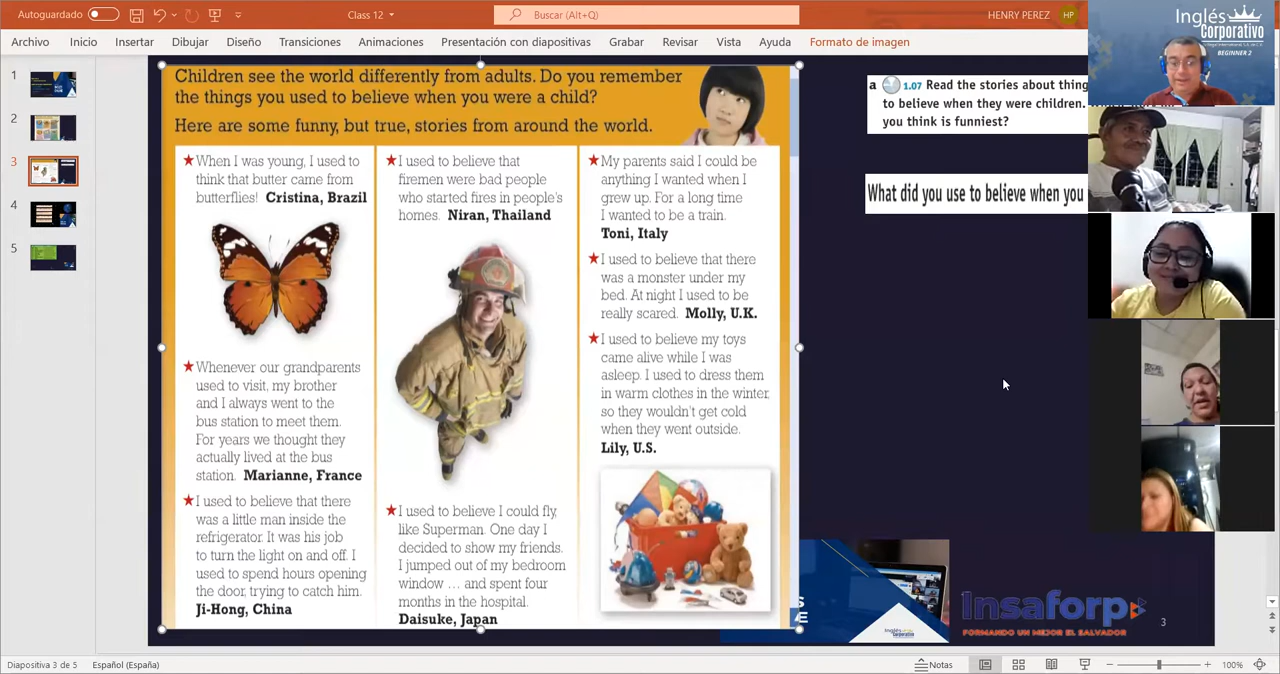 Autoguardado
Class 12
Buscar (Alt+Q)
HENRY PEREZ
HP
Archivo
Inicio
Insertar
Dibujar
Diseño
Transiciones
Animaciones
Presentación con diapositivas
Grabar
Revisar
Vista
Ayuda
Formato de imagen
Inglés
Corporativo
BEGINNER 2
1
2
3
4
5
Children see the world differently from adults. Do you remember
the things you used to believe when you were a child?
Here are some funny, but true, stories from around the world.
When I was young, I used to
think that butter came from
butterflies! Cristina, Brazil
Whenever our grandparents
used to visit, my brother
and I always went to the
bus station to meet them.
For years we thought they
actually lived at the bus
station. Marianne, France
I used to believe that there
was a little man inside the
refrigerator. It was his job
to turn the light on and off. I
used to spend hours opening
the door, trying to catch him.
Ji-Hong, China
I used to believe that
firemen were bad people
who started fires in people's
homes. Niran, Thailand
I used to believe I could fly,
like Superman. One day I
decided to show my friends.
I jumped out of my bedroom
window ... and spent four
months in the hospital.
Daisuke, Japan
My parents said I could be
anything I wanted when I
grew up. For a long time
I wanted to be a train.
Toni, Italy
I used to believe that there
was a monster under my
bed. At night I used to be
really scared. Molly, U.K.
I used to believe my toys
came alive while I was
asleep. I used to dress them
in warm clothes in the winter,
so they wouldn't get cold
when they went outside.
Lily, U.S.
a 1.07 Read the stories about thing
to believe when they were children.
you think is funniest?
What did you use to believe when you
Inglés
Corporativo
Insaforp
FORMANDO UN MEJOR EL SALVADOR
3
Diapositiva 3 de 5
Español (España)
Notas
100%